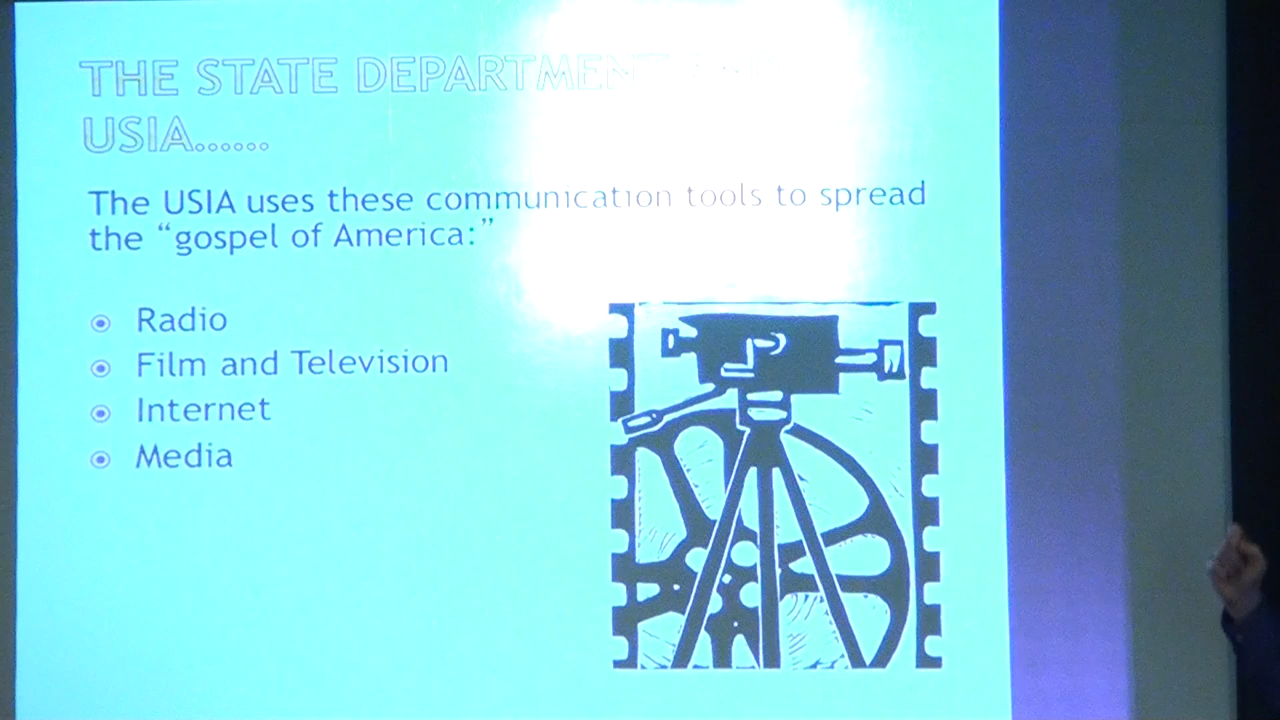 THE STATE DEPARTMENT
USIA......
The USIA uses these communication tools to spread
the “gospel of America:”
Radio
Film and Television
Internet
Media